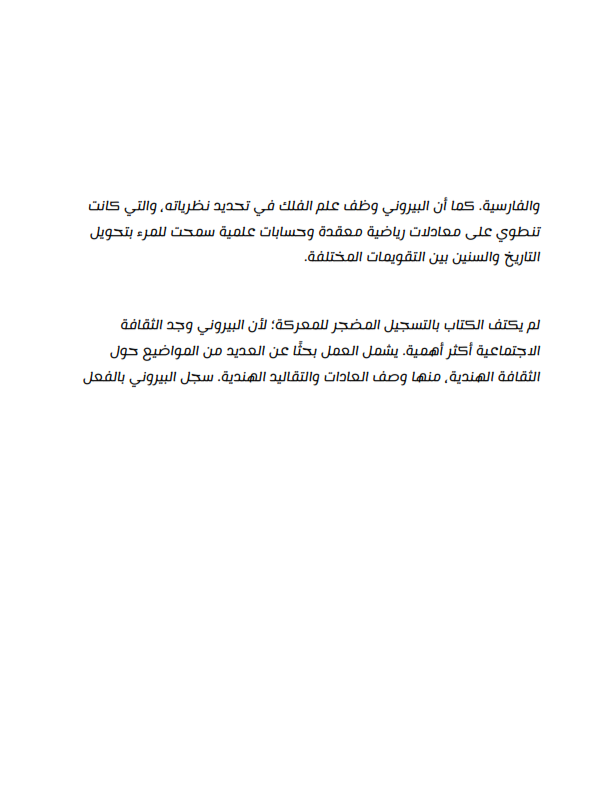 والفارسية. كما أن البيروني وظف علم الفلك في تحديد نظرياته، والتي كانت
تنطوي على معادلات رياضية معقدة وحسابات علمية سمحت للمرء بتحويل
التاريخ والسنين بين التقويمات المختلفة.
لم يكتف الكتاب بالتسجيل المضجر للمعركة؛ لأن البيروني وجد الثقافة
الاجتماعية أكثر أهمية. يشمل العمل بحثًا عن العديد من المواضيع حول
الثقافة الهندية، منها وصف العادات والتقاليد الهندية. سجل البيروني بالفعل